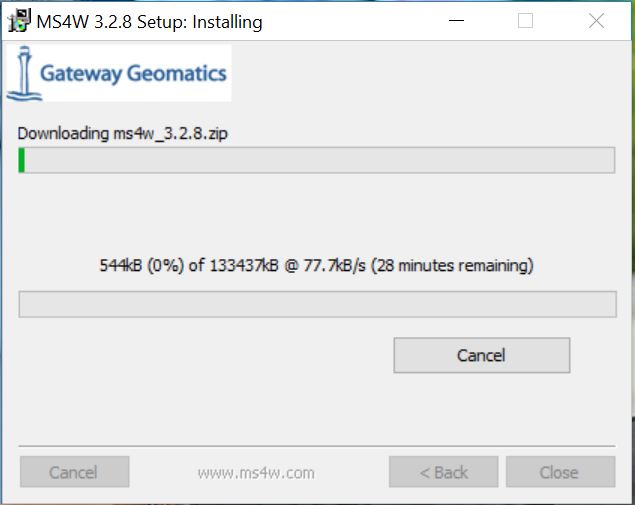 MS4W 3.2.8 Setup: Installing
Gateway Geomatics
Downloading ms4w_3.2.8.zip
544kB (0%) of 133437kB @ 77.7kB/s (28 minutes remaining)
Cancel
Cancel
www.ms4w.com
< Back
Close